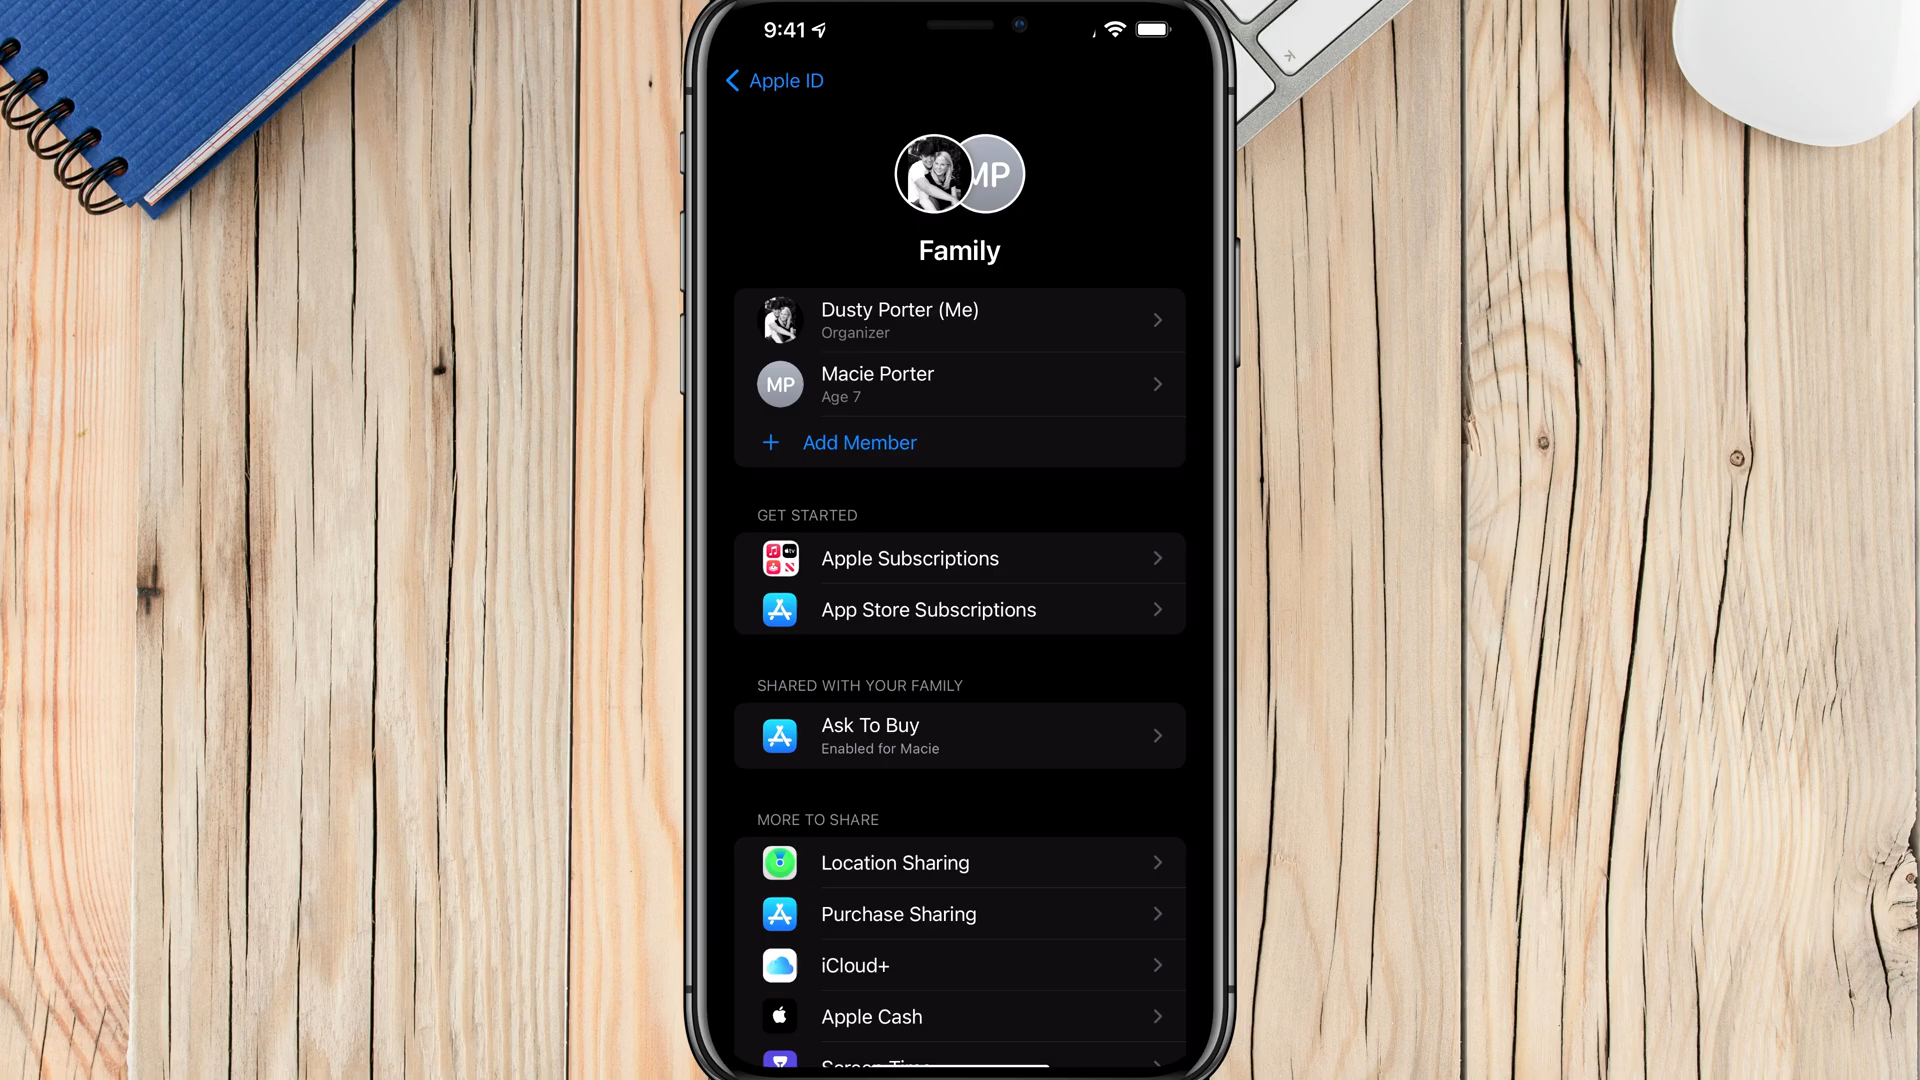 9:41
Apple ID
MP
Family
Dusty Porter (Me)
Organizer
MP
Macie Porter
Age 7
+ Add Member
GET STARTED
Apple Subscriptions
App Store Subscriptions
SHARED WITH YOUR FAMILY
Ask To Buy
Enabled for Macie
MORE TO SHARE
Location Sharing
Purchase Sharing
iCloud+
Apple Cash
Screen Time
K